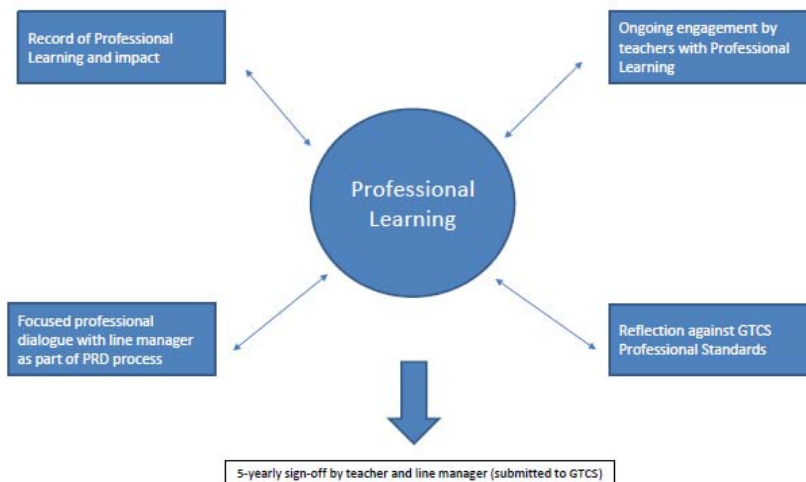 Record of Professional
Learning and impact
Ongoing engagement by
teachers with Professional
Learning
Professional
Learning
Focused professional
dialogue with line manager
as part of PRD process
Reflection against GTCS
Professional Standards
5-yearly sign-off by teacher and line manager (submitted to GTCS)